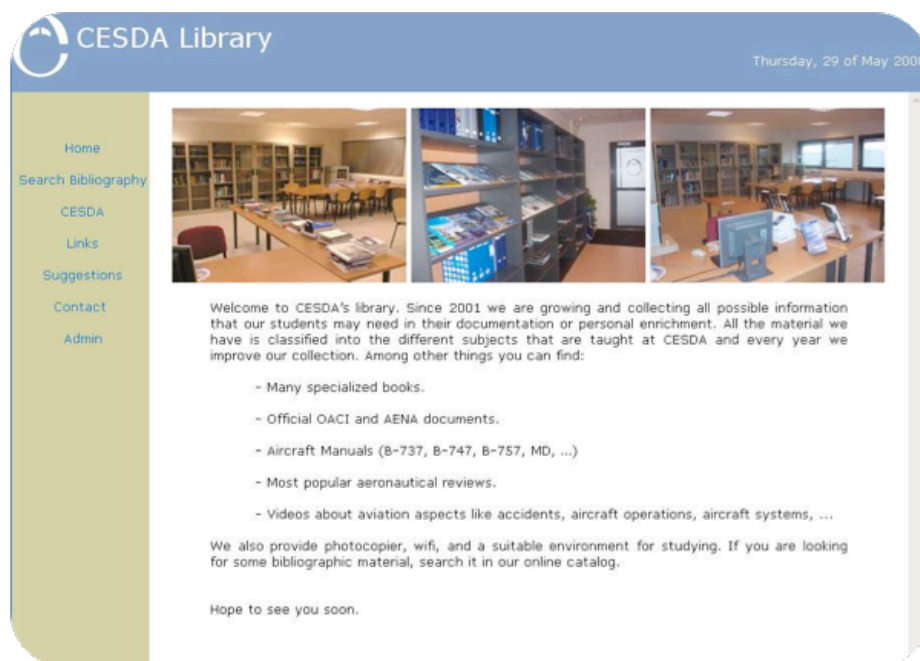 CESDA Library
Thursday, 29 of May 200
Home
Search Bibliography
CESDA
Links
Suggestions
Contact
Admin
Welcome to CESDA's library. Since 2001 we are growing and collecting all possible information
that our students may need in their documentation or personal enrichment. All the material we
have is classified into the different subjects that are taught at CESDA and every year we
improve our collection. Among other things you can find:
- Many specialized books.
- Official OACI and AENA documents.
- Aircraft Manuals (B-737, B-747, B-757, MD, ...)
- Most popular aeronautical reviews.
- Videos about aviation aspects like accidents, aircraft operations, aircraft systems, ...
We also provide photocopier, wifi, and a suitable environment for studying. If you are looking
for some bibliographic material, search it in our online catalog.
Hope to see you soon.